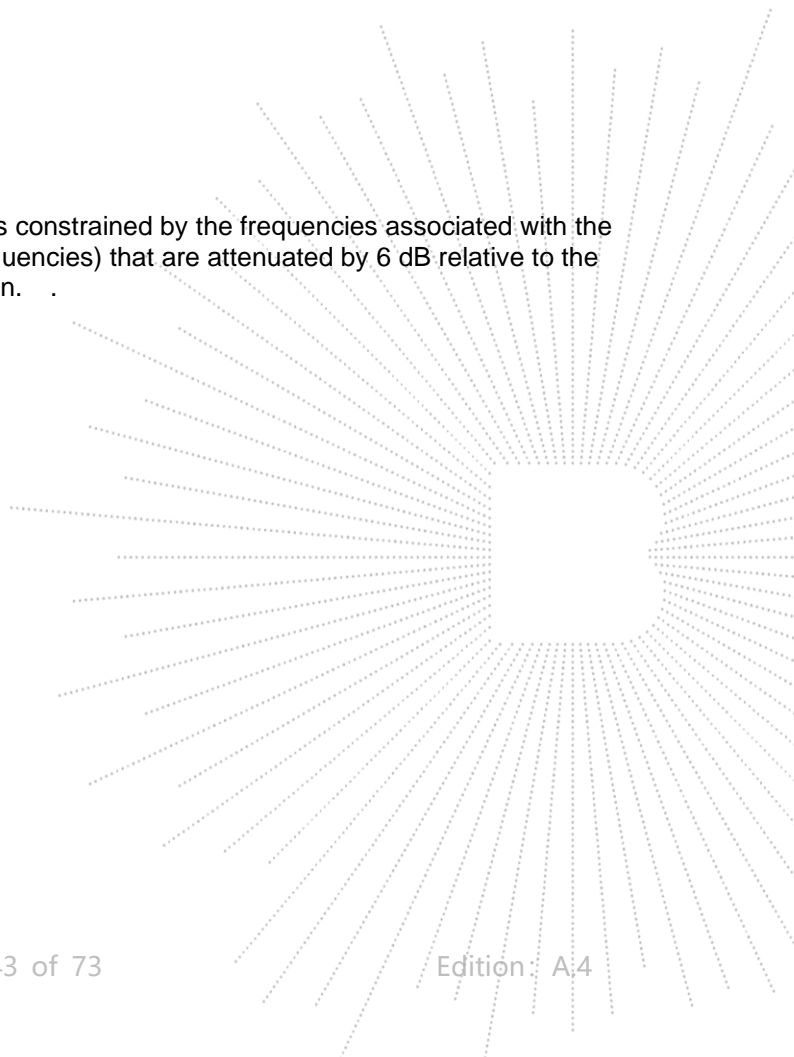 s constrained by the frequencies associated with the
uencies) that are attenuated by 6 dB relative to the
n. .
3 of 73 Edition: A.4